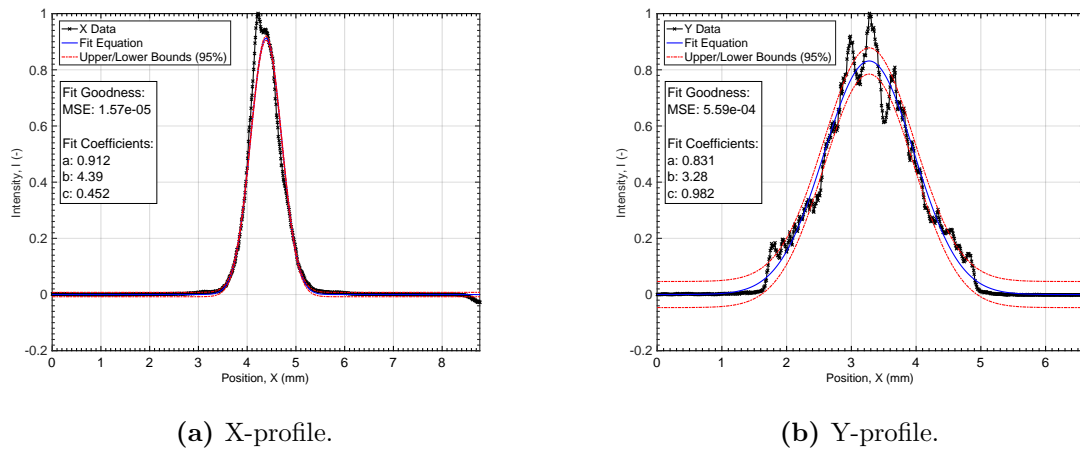 X Data
Fit Equation
Upper/Lower Bounds (95%)
Fit Goodness:
MSE: 1.57e-05
Fit Coefficients:
a: 0.912
b: 4.39
c: 0.452
1
0.8
0.6
0.4
0.2
0
-0.2
Intensity, I (-)
0 1 2 3 4 5 6 7 8
Position, X (mm)
(a) X-profile.
Y Data
Fit Equation
Upper/Lower Bounds (95%)
Fit Goodness:
MSE: 5.59e-04
Fit Coefficients:
a: 0.831
b: 3.28
c: 0.982
1
0.8
0.6
0.4
0.2
0
-0.2
Intensity, I (-)
0 1 2 3 4 5 6
Position, X (mm)
(b) Y-profile.